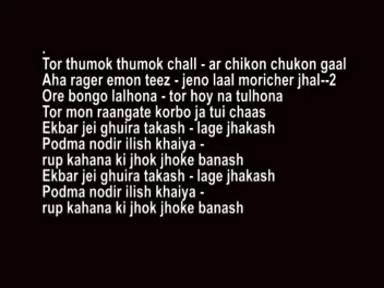 .
Tor thumok thumok chall - ar chikon chukon gaal
Aha rager emon teez - jeno laal moricher jhal--2
Ore bongo lalhona - tor hoy na tulhona
Tor mon raangate korbo ja tui chaas
Ekbar jei ghuira takash - lage jhakash
Podma nodir ilish khaiya -
rup kahana ki jhok jhoke banash
Ekbar jei ghuira takash - lage jhakash
Podma nodir ilish khaiya -
rup kahana ki jhok jhoke banash